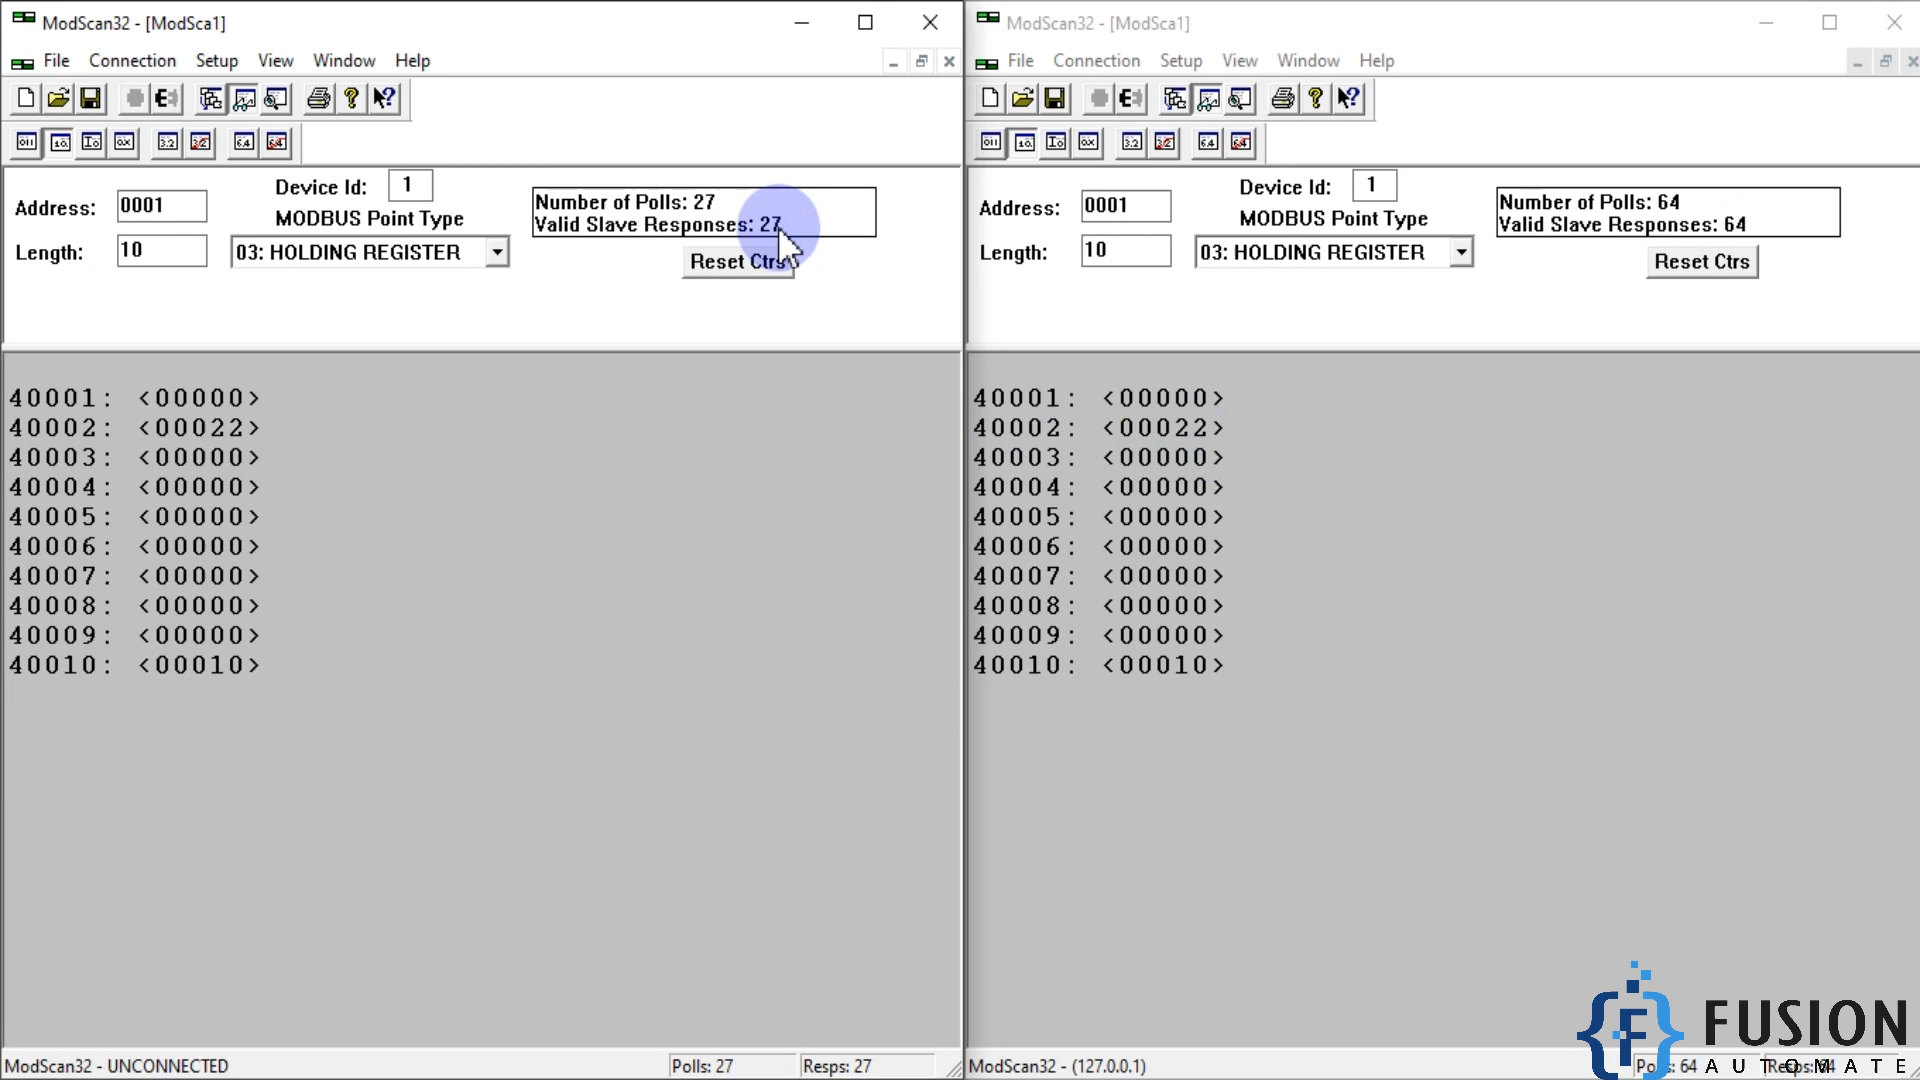 ModScan32 - [ModSca1]
File Connection Setup View Window Help
Address: 0001
Device Id: 1
MODBUS Point Type
Length: 10
03: HOLDING REGISTER
Number of Polls: 27
Valid Slave Responses: 27
Reset Ctrs
40001: <00000>
40002: <00022>
40003: <00000>
40004: <00000>
40005: <00000>
40006: <00000>
40007: <00000>
40008: <00000>
40009: <00000>
40010: <00010>
ModScan32 - UNCONNECTED
Polls: 27
Resps: 27
ModScan32 - [ModSca1]
File Connection Setup View Window Help
Address: 0001
Device Id: 1
MODBUS Point Type
Length: 10
03: HOLDING REGISTER
Number of Polls: 64
Valid Slave Responses: 64
Reset Ctrs
40001: <00000>
40002: <00022>
40003: <00000>
40004: <00000>
40005: <00000>
40006: <00000>
40007: <00000>
40008: <00000>
40009: <00000>
40010: <00010>
ModScan32 - (127.0.0.1)
FUSION
AUTOMATE